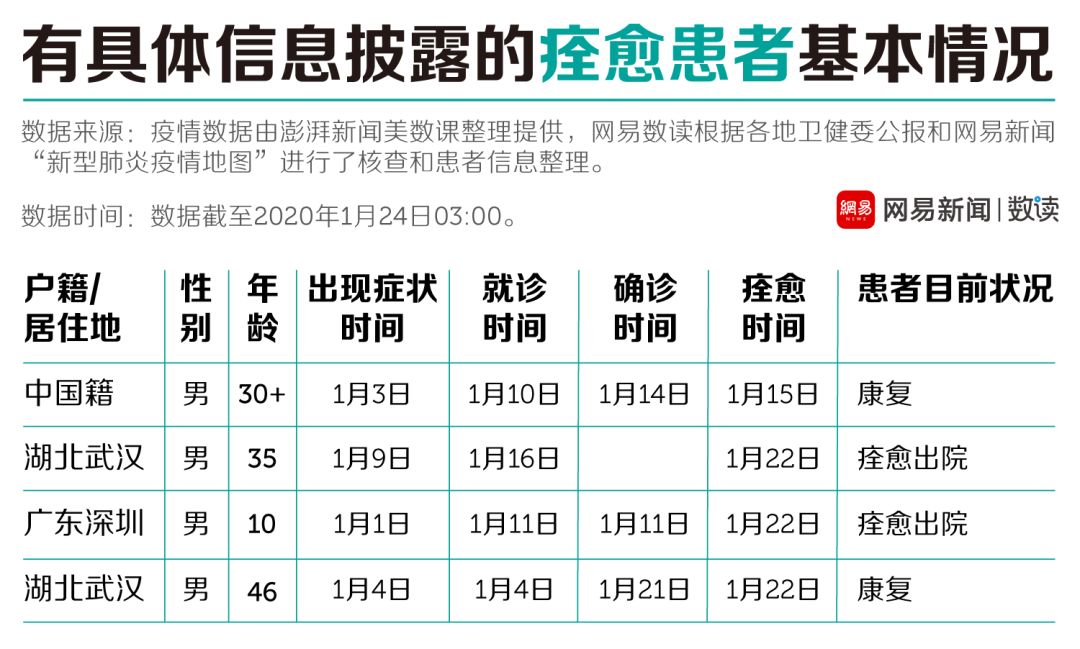 有具体信息披露的痊愈患者基本情况
数据来源：疫情数据由澎湃新闻美数课整理提供，网易数读根据各地卫健委公报和网易新闻
“新型肺炎疫情地图”进行了核查和患者信息整理。
数据时间：数据截至2020年1月24日03:00。
網易 NEWS 网易新闻 | 数读
户籍/居住地 性别 年龄 出现症状时间 就诊时间 确诊时间 痊愈时间 患者目前状况
中国籍 男 30+ 1月3日 1月10日 1月14日 1月15日 康复
湖北武汉 男 35 1月9日 1月16日 1月22日 痊愈出院
广东深圳 男 10 1月1日 1月11日 1月11日 1月22日 痊愈出院
湖北武汉 男 46 1月4日 1月4日 1月21日 1月22日 康复